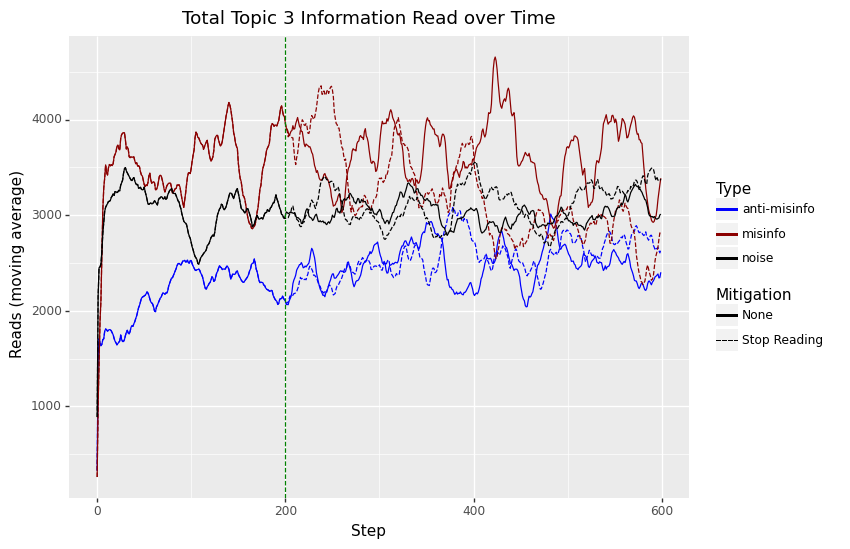 Total Topic 3 Information Read over Time
Reads (moving average)
4000
3000
2000
1000
0
200
400
600
Step
Type
anti-misinfo
misinfo
noise
Mitigation
None
Stop Reading